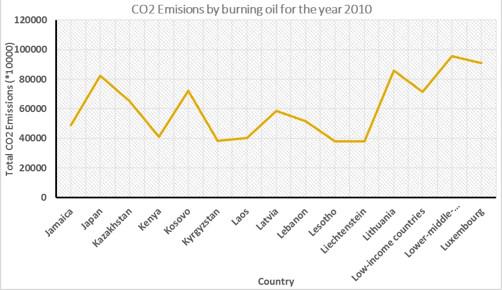 CO2 Emisions by burning oil for the year 2010
Total CO2 Emissions (*10000)
120000
100000
80000
60000
40000
20000
0
Jamaica
Japan
Kazakhstan
Kenya
Kosovo
Kyrgyzstan
Laos
Latvia
Lebanon
Lesotho
Liechtenstein
Lithuania
Low-income countries
Lower-middle-...
Luxembourg
Country